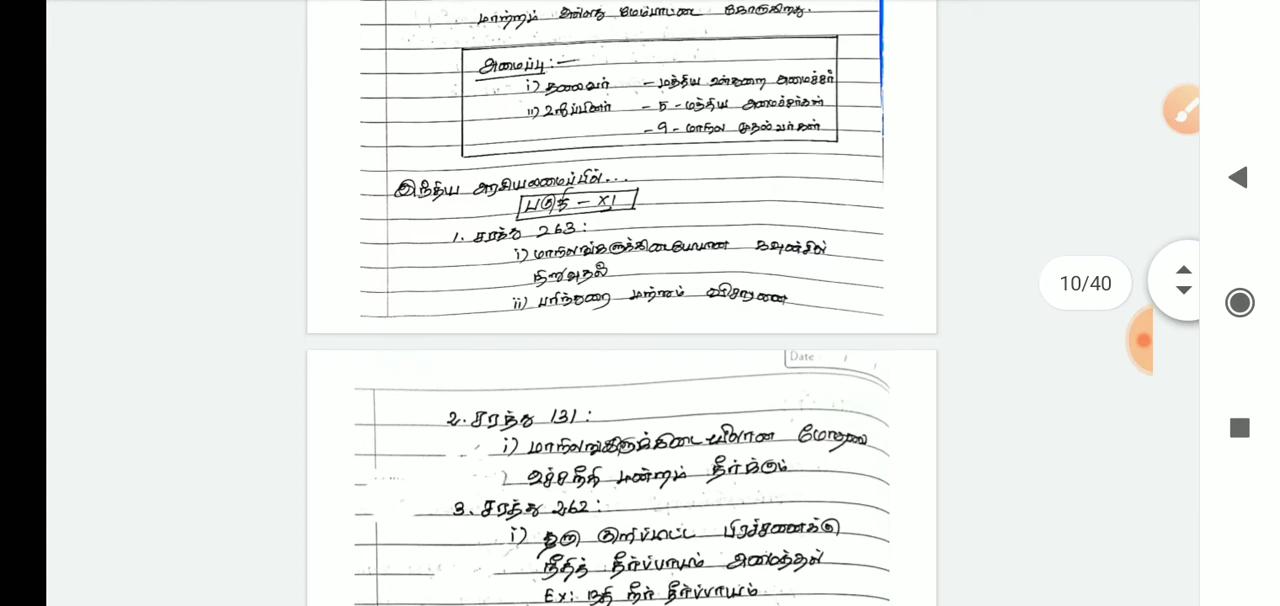 மாற்றம் அல்லது மேம்பாட்டை கோருகிறது.
அமைப்பு :-
i) தலைவர் - மத்திய உள்துறை அமைச்சர்
ii) உறுப்பினர் - 5 - மத்திய அமைச்சர்கள்
- 9 - மாநில முதல்வர்கள்
இந்திய அரசியலமைப்பில்...
பகுதி - XI
1. சரத்து 263 :
i) மாநிலங்களுக்கிடையேயான கவுன்சில்
நிறுவுதல்
ii) பரிந்துரை மற்றும் விசாரணை
10/40
Date
2. சரத்து 131 :
i) மாநிலங்களுக்கிடையிலான மோதலை
உச்சநீதி மன்றம் தீர்க்கும்
3. சரத்து 262 :
i) ஒரு குறிப்பிட்ட பிரச்சனைக்கு
நீதித் தீர்ப்பாயம் அமைத்தல்
Ex: நதி நீர் தீர்ப்பாயம்